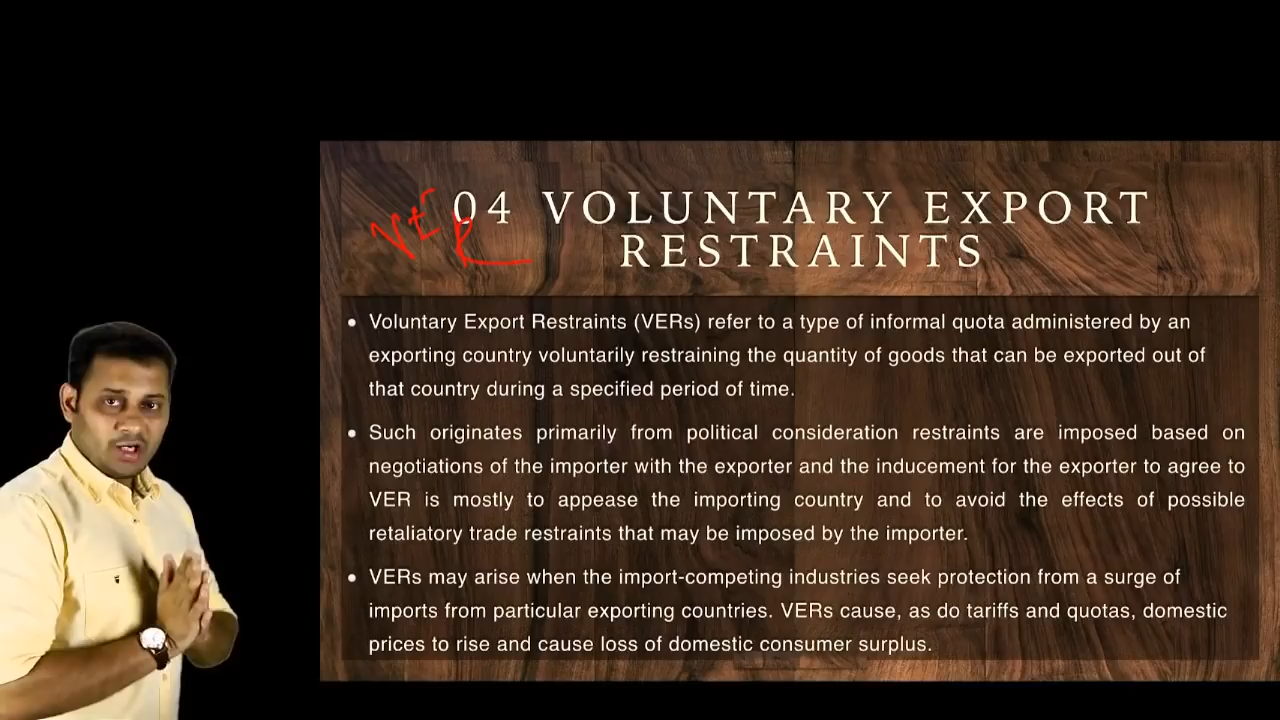 VER
04 VOLUNTARY EXPORT
RESTRAINTS
• Voluntary Export Restraints (VERs) refer to a type of informal quota administered by an
exporting country voluntarily restraining the quantity of goods that can be exported out of
that country during a specified period of time.
• Such originates primarily from political consideration restraints are imposed based on
negotiations of the importer with the exporter and the inducement for the exporter to agree to
VER is mostly to appease the importing country and to avoid the effects of possible
retaliatory trade restraints that may be imposed by the importer.
• VERs may arise when the import-competing industries seek protection from a surge of
imports from particular exporting countries. VERs cause, as do tariffs and quotas, domestic
prices to rise and cause loss of domestic consumer surplus.